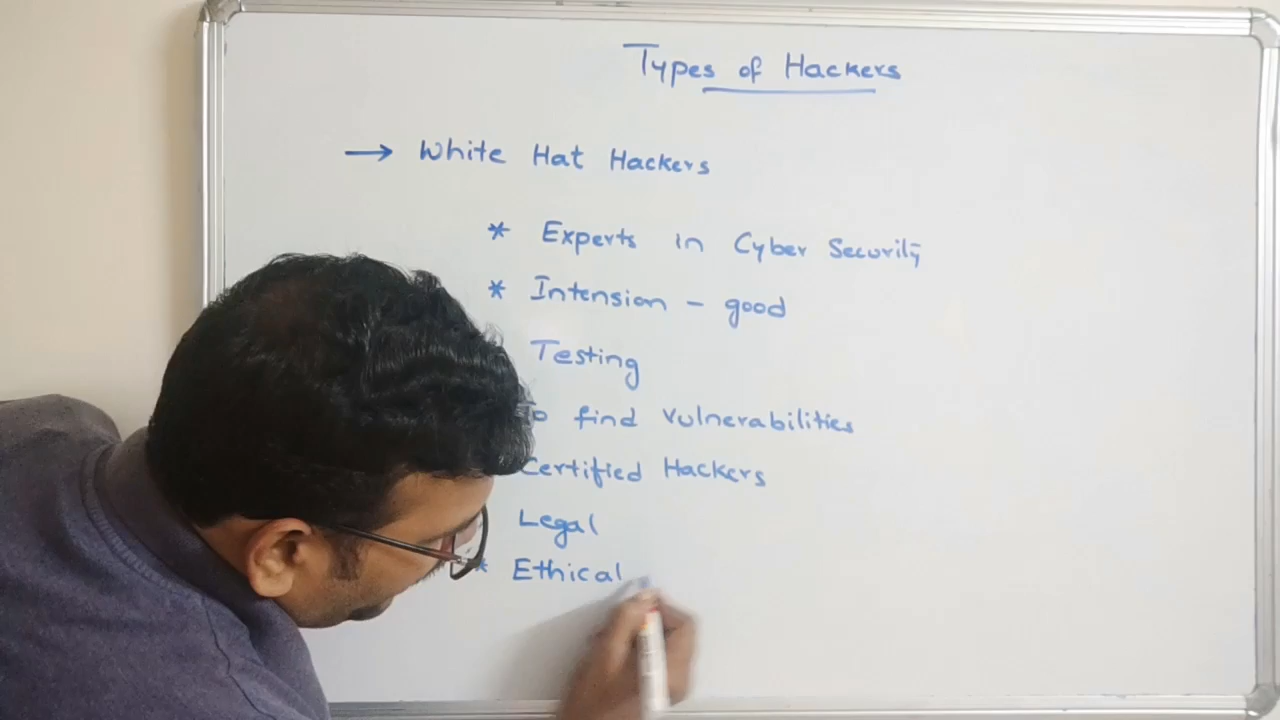 Types of Hackers
→ White Hat Hackers
* Experts in Cyber Security
* Intension - good
Testing
To find vulnerabilities
Certified Hackers
Legal
* Ethical